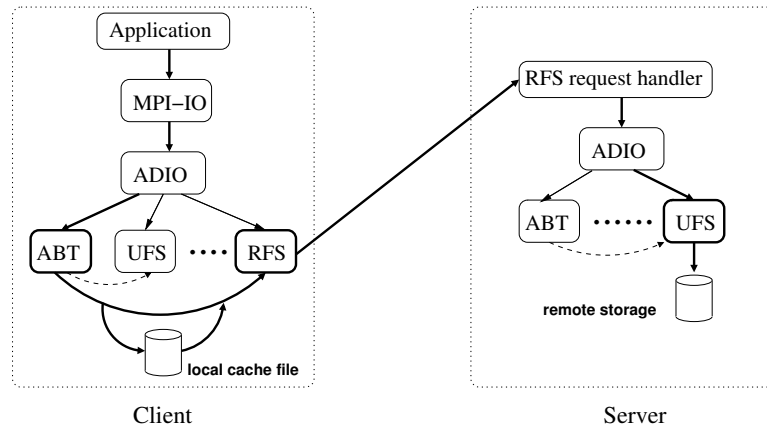 Application
MPI−IO
ADIO
ABT
UFS
RFS
local cache file
Client
RFS request handler
ADIO
ABT
UFS
remote storage
Server